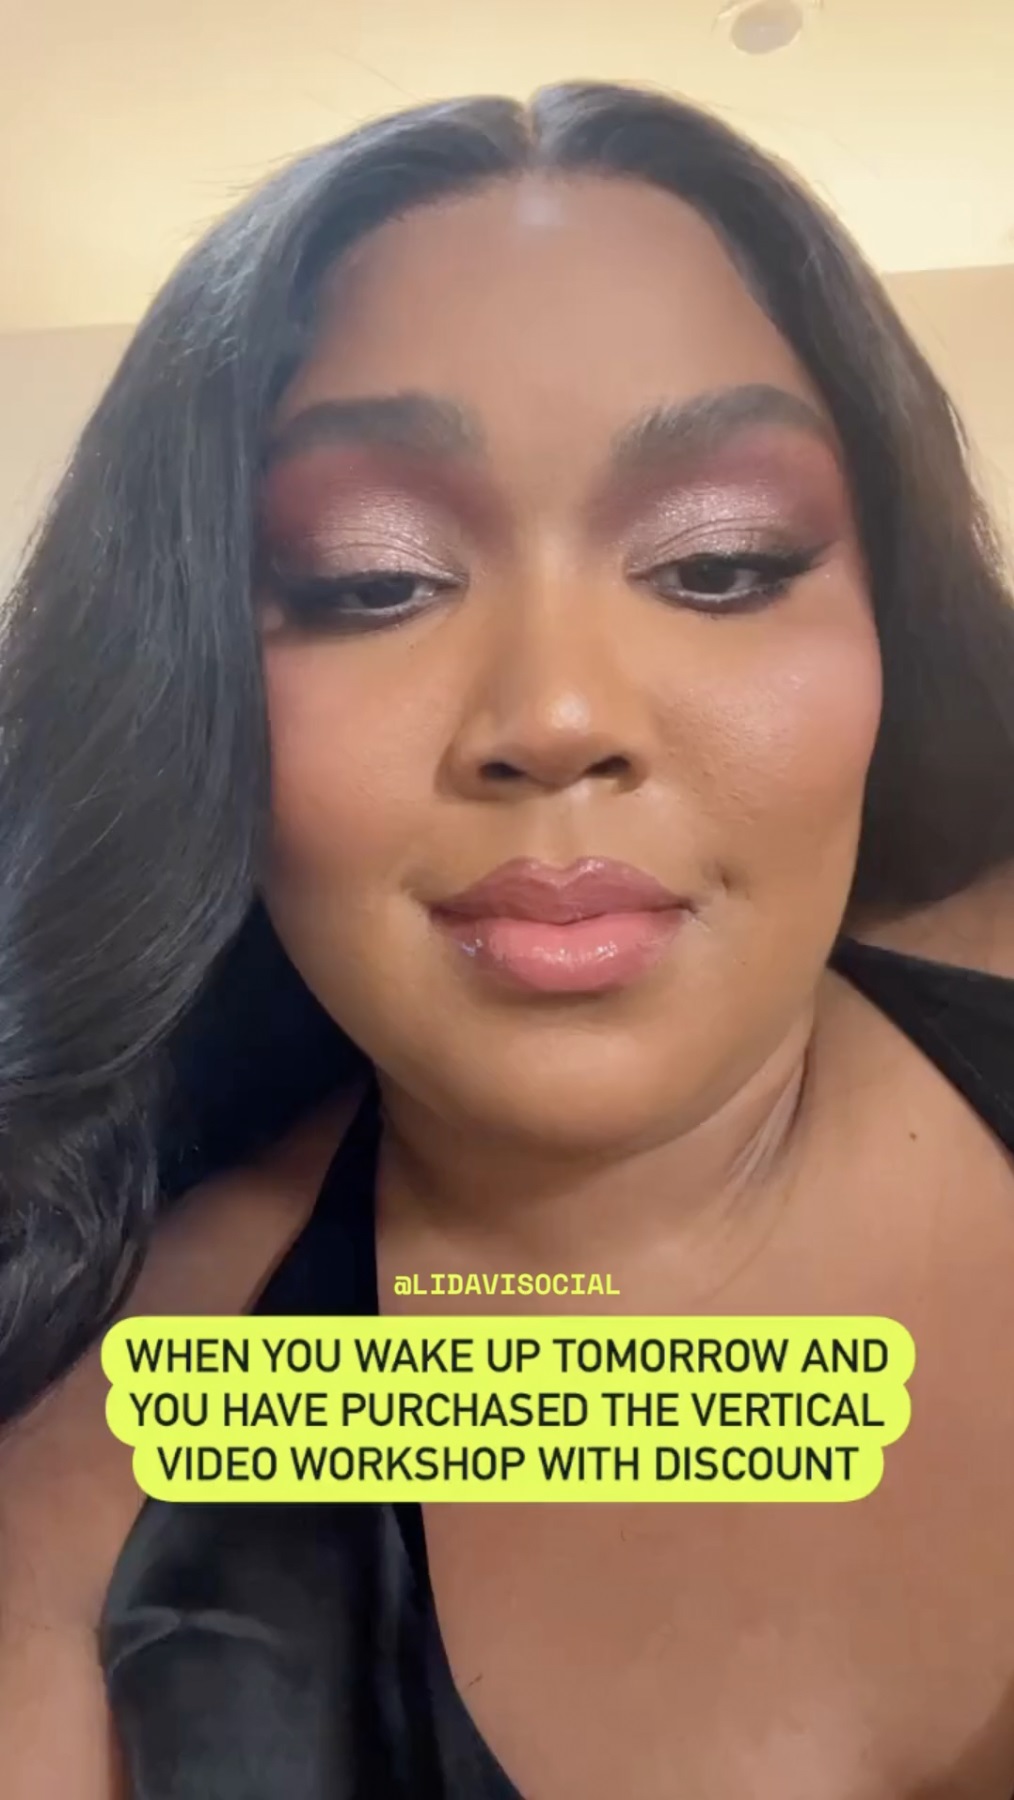 @LIDAVISOCIAL
WHEN YOU WAKE UP TOMORROW AND
YOU HAVE PURCHASED THE VERTICAL
VIDEO WORKSHOP WITH DISCOUNT